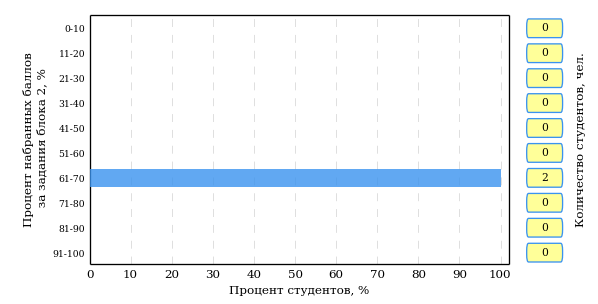 Процент набранных баллов
за задания блока 2, %
0-10 0
11-20 0
21-30 0
31-40 0
41-50 0
51-60 0
61-70 2
71-80 0
81-90 0
91-100 0
Количество студентов, чел.
0 10 20 30 40 50 60 70 80 90 100
Процент студентов, %